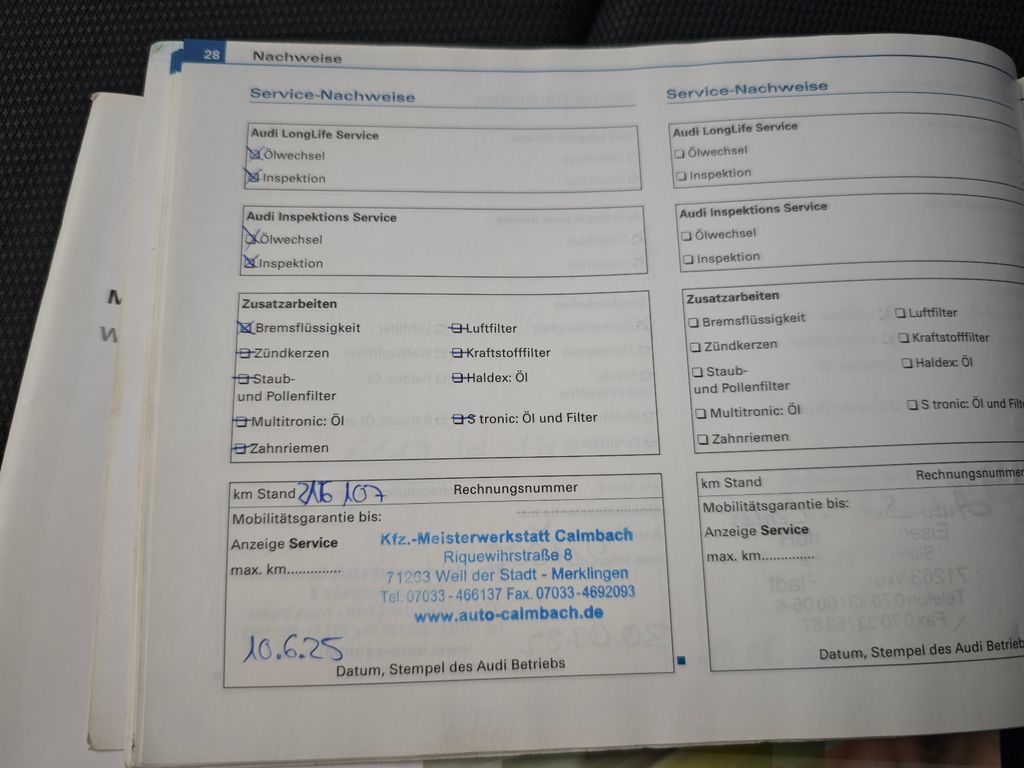 28 Nachweise
Service-Nachweise
Audi LongLife Service
Ölwechsel
Inspektion
Audi Inspektions Service
Ölwechsel
Inspektion
Zusatzarbeiten
Bremsflüssigkeit Luftfilter
Zündkerzen Kraftstofffilter
Staub- Haldex: Öl
und Pollenfilter
Multitronic: Öl S tronic: Öl und Filter
Zahnriemen
km Stand 216 107 Rechnungsnummer
Mobilitätsgarantie bis:
Anzeige Service
max. km..............
Kfz.-Meisterwerkstatt Calmbach
Riquewihrstraße 8
71263 Weil der Stadt - Merklingen
Tel. 07033 - 466137 Fax. 07033-4692093
www.auto-calmbach.de
10.6.25
Datum, Stempel des Audi Betriebs
Service-Nachweise
Audi LongLife Service
Ölwechsel
Inspektion
Audi Inspektions Service
Ölwechsel
Inspektion
Zusatzarbeiten
Bremsflüssigkeit Luftfilter
Zündkerzen Kraftstofffilter
Staub- Haldex: Öl
und Pollenfilter
Multitronic: Öl S tronic: Öl und Filt
Zahnriemen
km Stand Rechnungsnummer
Mobilitätsgarantie bis:
Anzeige Service
max. km..............
Datum, Stempel des Audi Betrieb